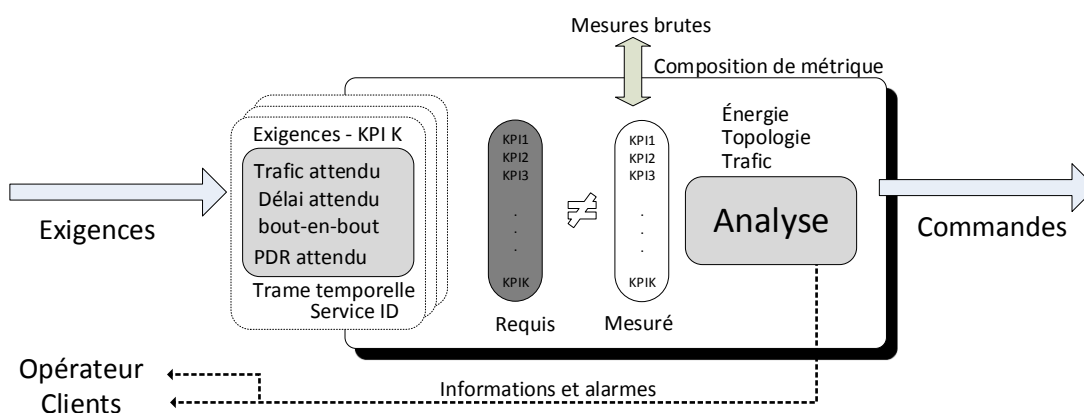 Mesures brutes
Composition de métrique
Exigences - KPI K
Trafic attendu
Délai attendu
bout-en-bout
PDR attendu
Trame temporelle
Service ID
Exigences
KPI1
KPI2
KPI3
.
.
.
KPIK
Requis
≠
KPI1
KPI2
KPI3
.
.
.
KPIK
Mesuré
Énergie
Topologie
Trafic
Analyse
Commandes
Opérateur
Clients
Informations et alarmes